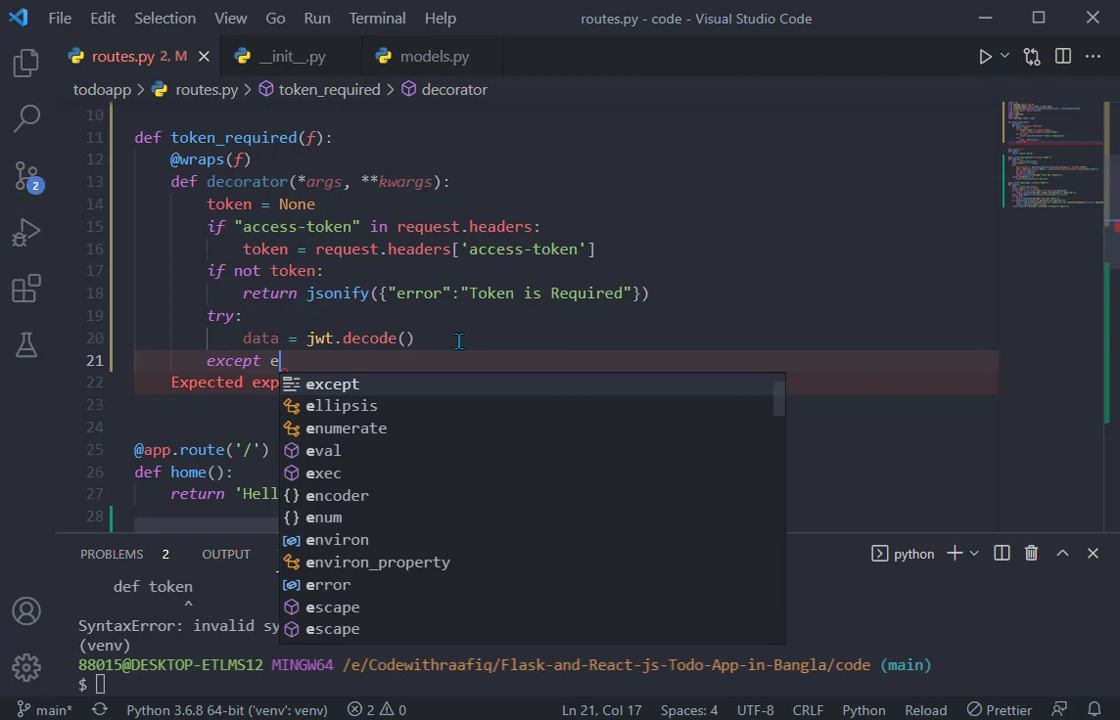 File Edit Selection View Go Run Terminal Help routes.py - code - Visual Studio Code
routes.py 2, M __init__.py models.py
todoapp > routes.py > token_required > decorator
10
11 def token_required(f):
12 @wraps(f)
13 def decorator(*args, **kwargs):
14 token = None
15 if "access-token" in request.headers:
16 token = request.headers['access-token']
17 if not token:
18 return jsonify({"error":"Token is Required"})
19 try:
20 data = jwt.decode()
21 except e
22 Expected exp
23
24
25 @app.route('/')
26 def home():
27 return 'Hell
28
except
ellipsis
enumerate
eval
exec
encoder
enum
environ
environ_property
error
escape
escape
2
PROBLEMS 2 OUTPUT python
def token
^
SyntaxError: invalid sy
(venv)
88015@DESKTOP-ETLMS12 MINGW64 /e/Codewithraafiq/Flask-and-React-js-Todo-App-in-Bangla/code (main)
$
main* Python 3.6.8 64-bit ('venv': venv) 2 0 Ln 21, Col 17 Spaces: 4 UTF-8 CRLF Python Reload Prettier